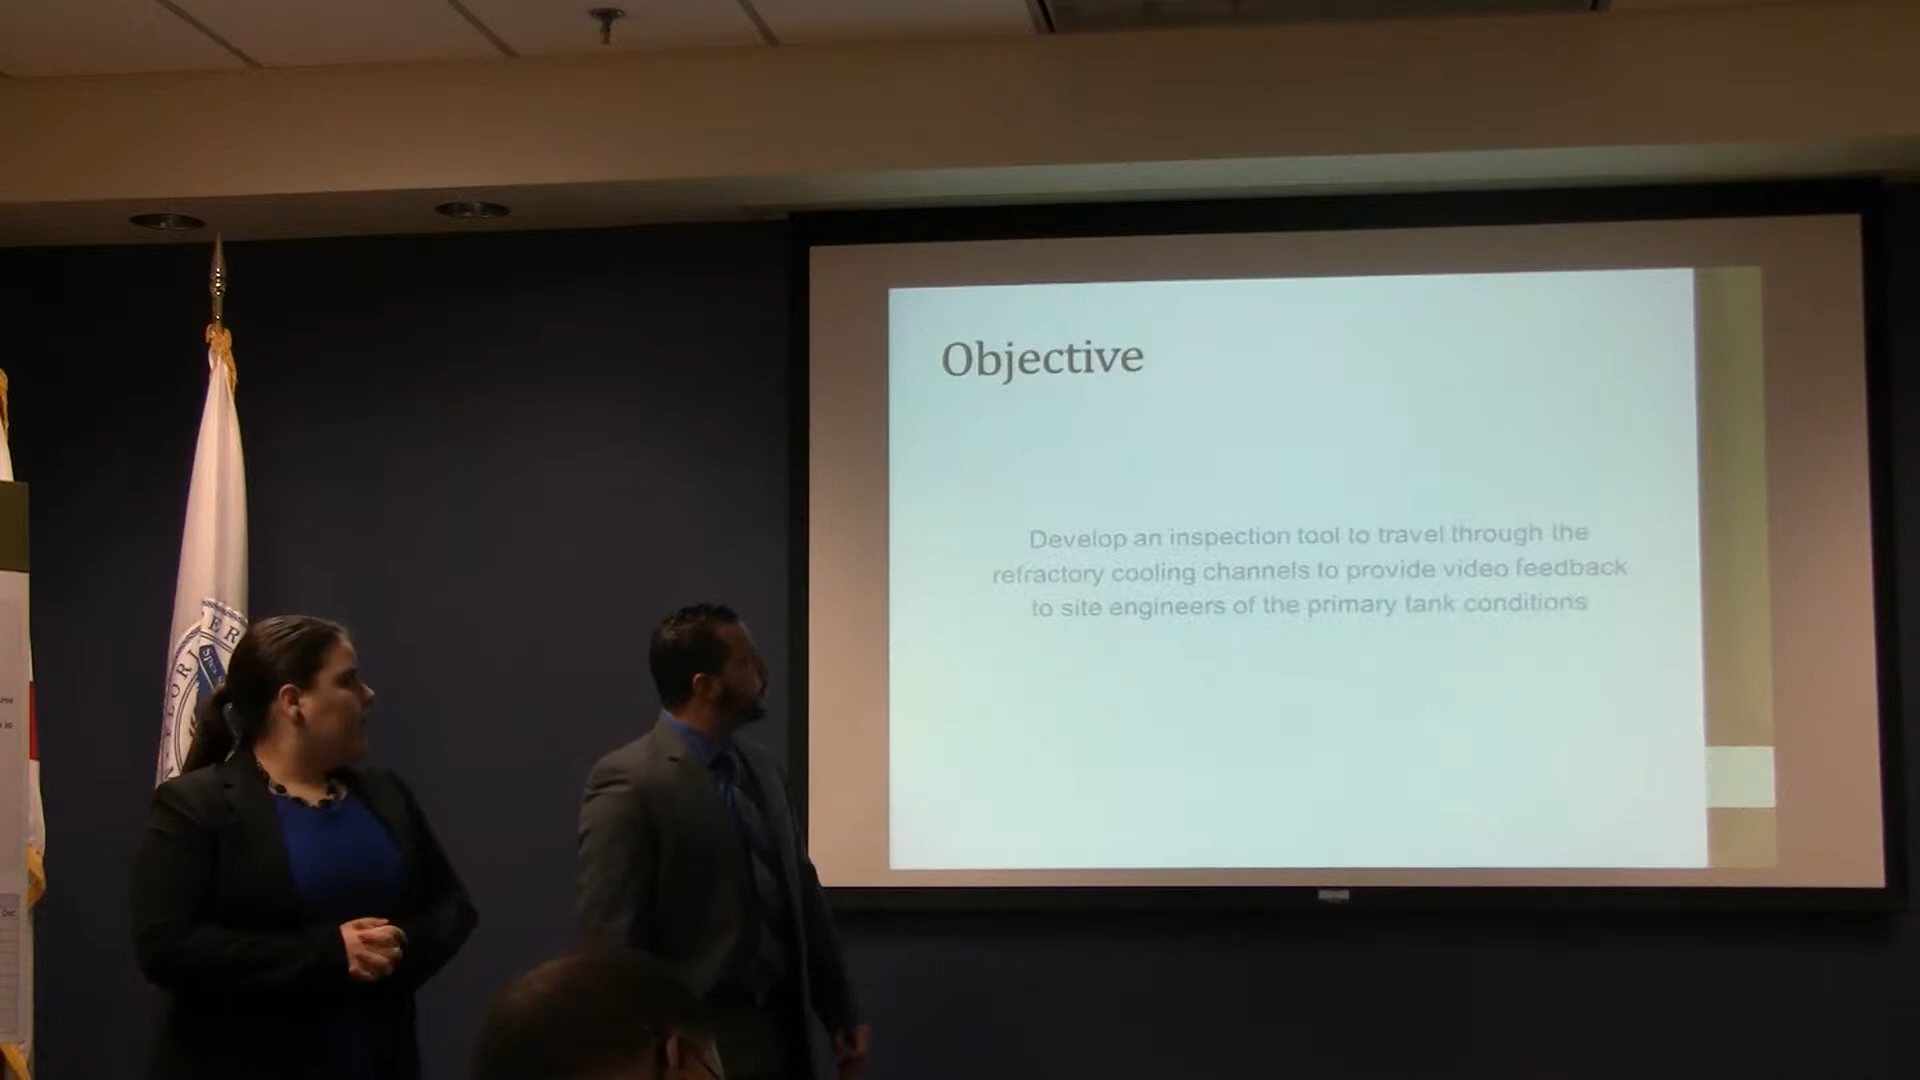 Objective
Develop an inspection tool to travel through the
refractory cooling channels to provide video feedback
to site engineers of the primary tank conditions
Dec